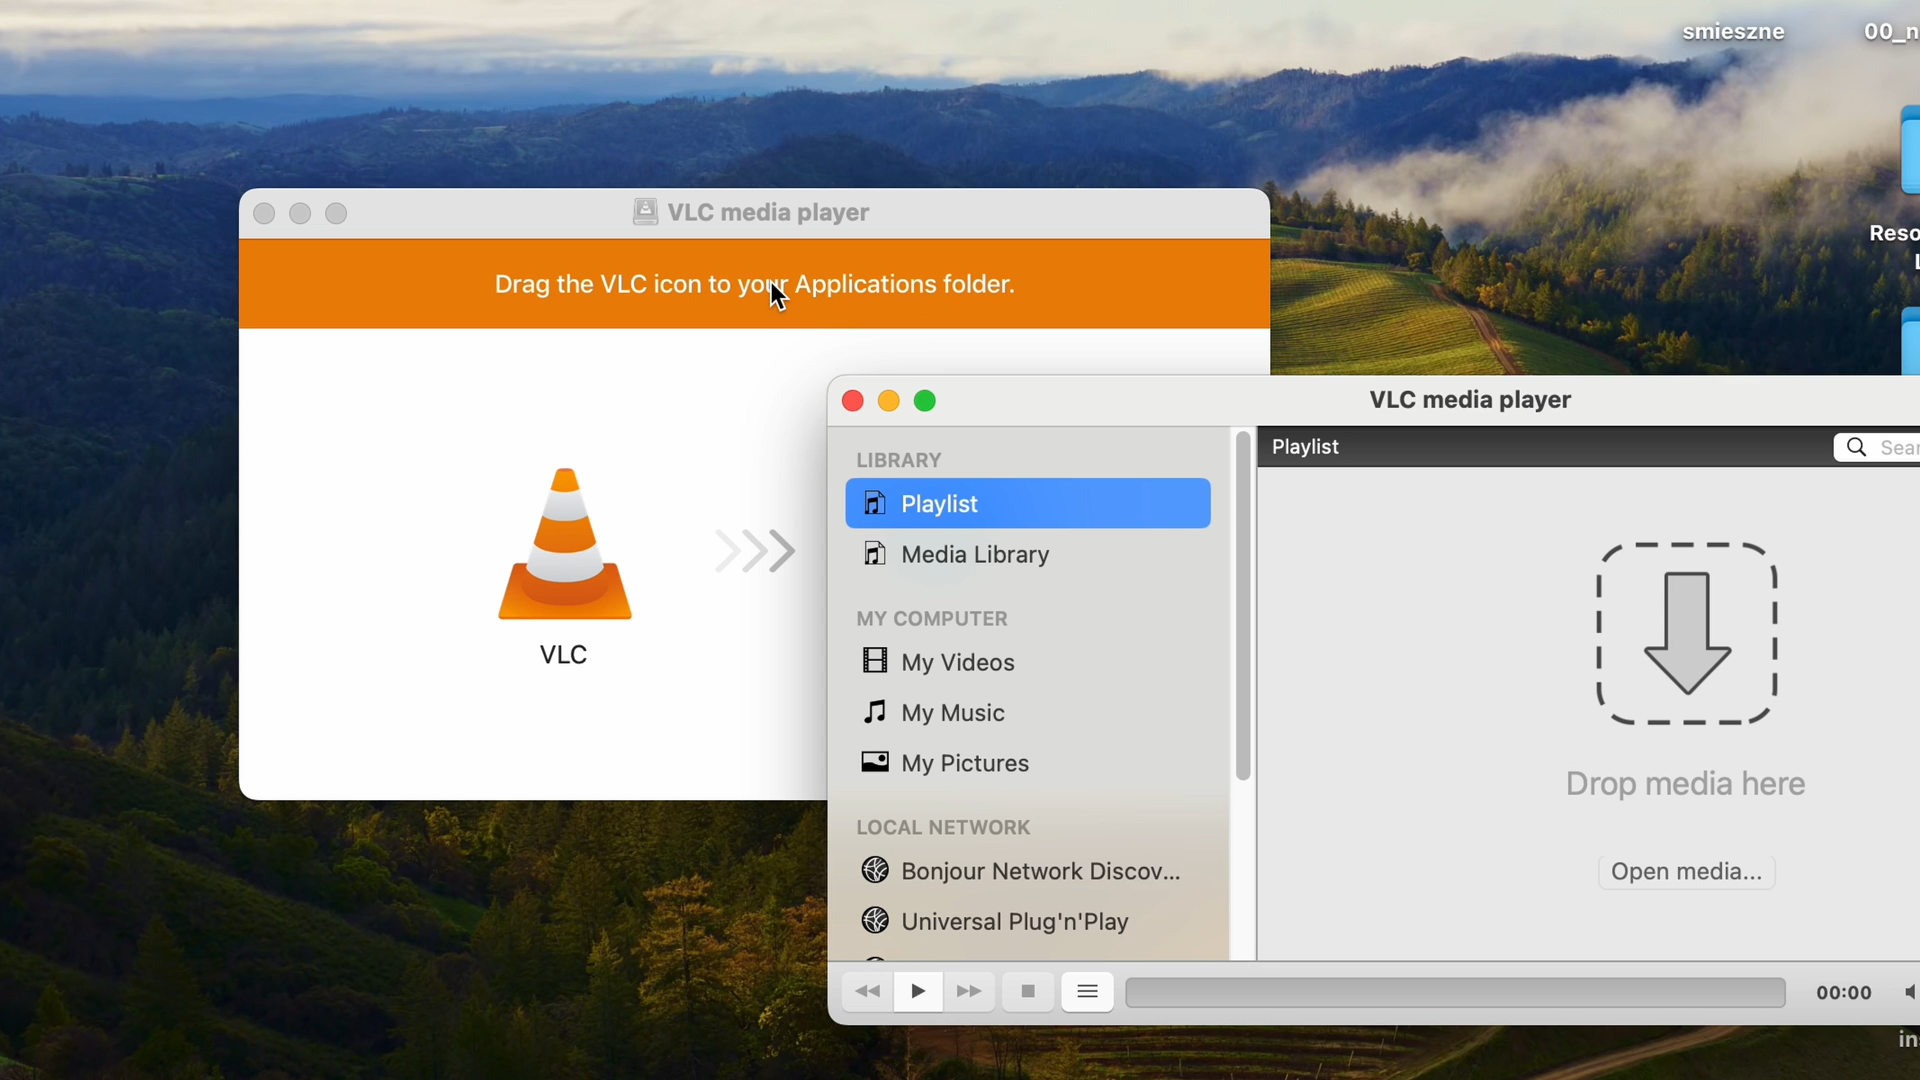 smieszne
00_n
Reso
L
VLC media player
Drag the VLC icon to your Applications folder.
VLC
VLC media player
LIBRARY
Playlist
Media Library
MY COMPUTER
My Videos
My Music
My Pictures
LOCAL NETWORK
Bonjour Network Discov...
Universal Plug'n'Play
Playlist
Sear
Drop media here
Open media...
00:00
in